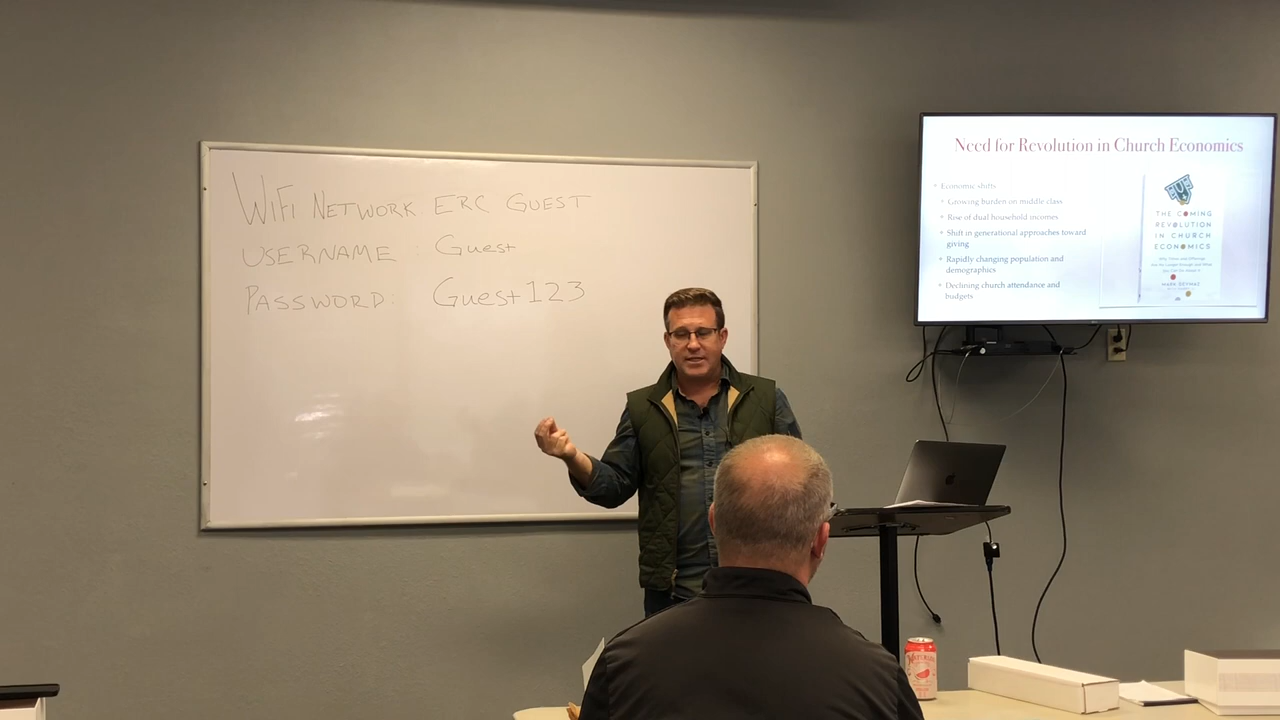 WIFI NETWORK ERC GUEST
USERNAME : Guest
PASSWORD: Guest123
Need for Revolution in Church Economics
Economic shifts
Growing burden on middle class
Rise of dual household incomes
Shift in generational approaches toward
giving
Rapidly changing population and
demographics
Declining church attendance and
budgets
THE COMING
REVOLUTION
IN CHURCH
ECONOMICS
MARK DEYMAZ